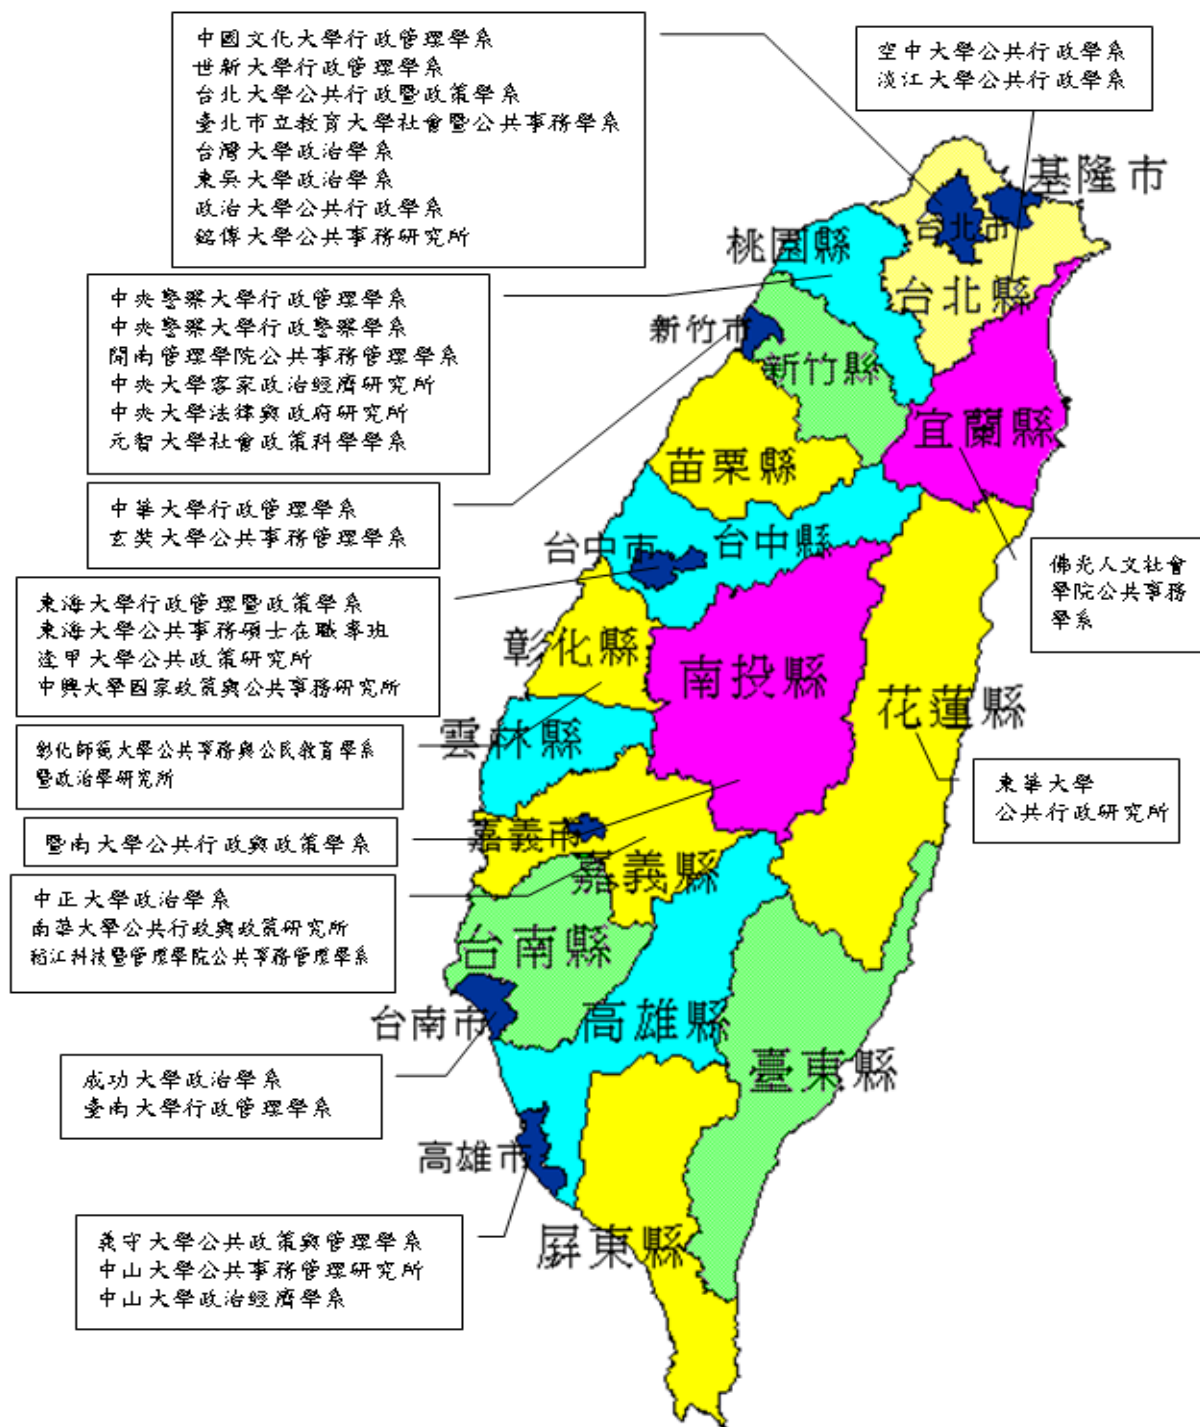 中國文化大學行政管理學系
世新大學行政管理學系
台北大學公共行政暨政策學系
臺北市立教育大學社會暨公共事務學系
台灣大學政治學系
東吳大學政治學系
政治大學公共行政學系
銘傳大學公共事務研究所
空中大學公共行政學系
淡江大學公共行政學系
基隆市
台北市
桃園縣
台北縣
中央警察大學行政管理學系
中央警察大學行政警察學系
開南管理學院公共事務管理學系
中央大學客家政治經濟研究所
中央大學法律與政府研究所
元智大學社會政策科學學系
新竹市
新竹縣
宜蘭縣
苗栗縣
中華大學行政管理學系
玄奘大學公共事務管理學系
台中市
台中縣
佛光人文社會
學院公共事務
學系
東海大學行政管理暨政策學系
東海大學公共事務碩士在職專班
逢甲大學公共政策研究所
中興大學國家政策與公共事務研究所
彰化縣
南投縣
花蓮縣
雲林縣
彰化師範大學公共事務與公民教育學系
暨政治學研究所
東華大學
公共行政研究所
暨南大學公共行政與政策學系
嘉義市
嘉義縣
中正大學政治學系
南華大學公共行政與政策研究所
稻江科技暨管理學院公共事務管理學系
台南縣
台南市
高雄縣
臺東縣
成功大學政治學系
臺南大學行政管理學系
高雄市
義守大學公共政策與管理學系
中山大學公共事務管理研究所
中山大學政治經濟學系
屏東縣